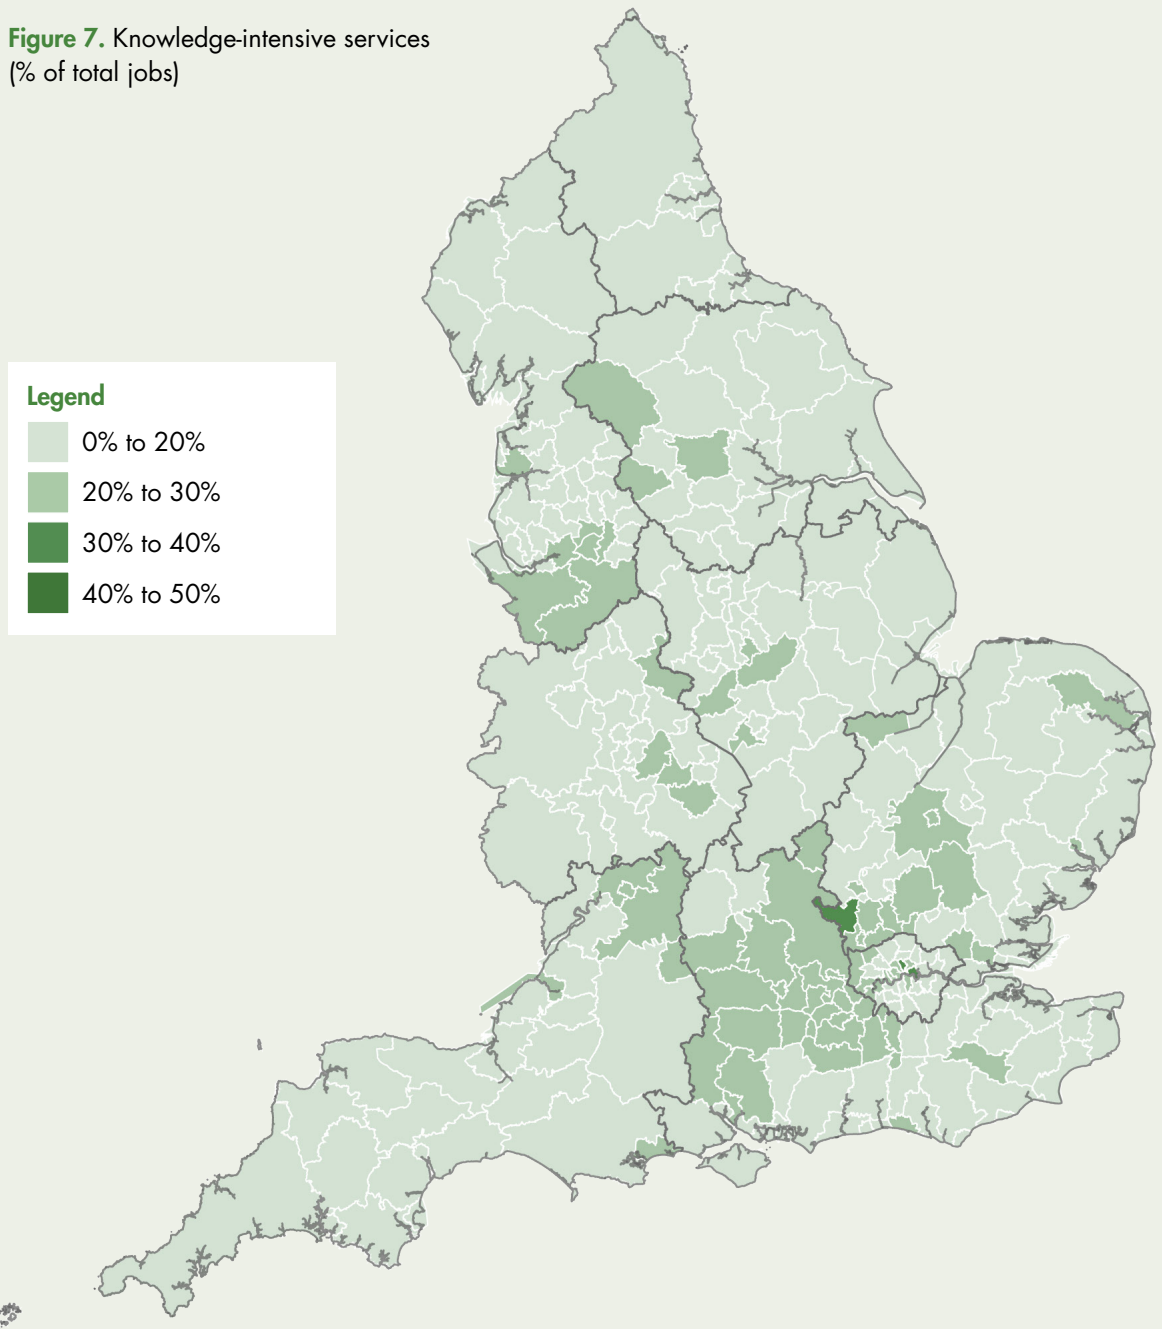 Figure 7. Knowledge-intensive services
(% of total jobs)
Legend
0% to 20%
20% to 30%
30% to 40%
40% to 50%